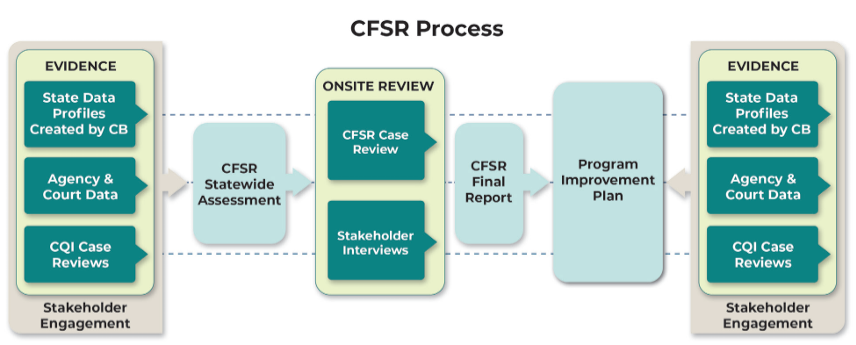 CFSR Process
EVIDENCE
State Data
Profiles
Created by CB
Agency &
Court Data
CQI Case
Reviews
Stakeholder
Engagement
CFSR
Statewide
Assessment
ONSITE REVIEW
CFSR Case
Review
Stakeholder
Interviews
CFSR
Final
Report
Program
Improvement
Plan
EVIDENCE
State Data
Profiles
Created by CB
Agency &
Court Data
CQI Case
Reviews
Stakeholder
Engagement